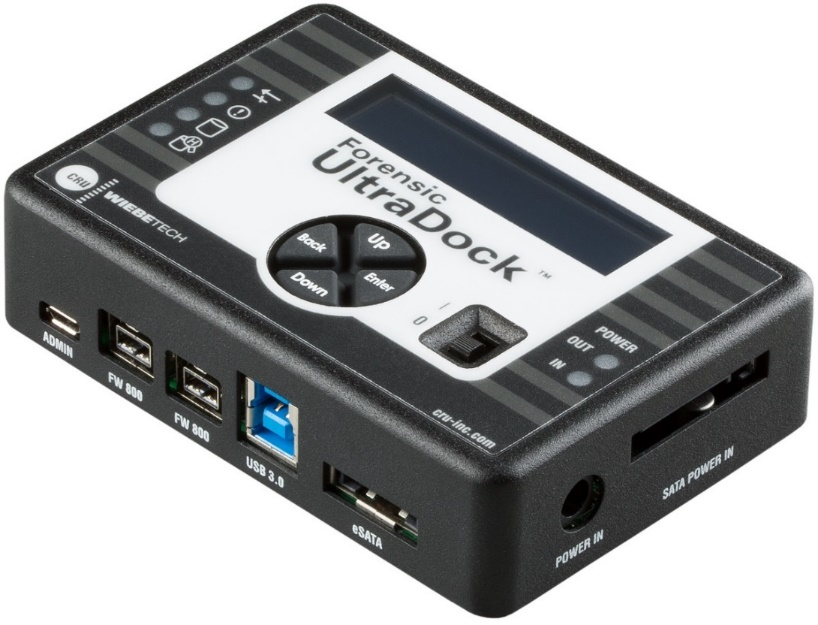 Forensic
UltraDock ™
CRU
WIEBETECH
Back
Up
Down
Enter
I
0
POWER
OUT
IN
cru-inc.com
ADMIN
FW 800
FW 800
USB 3.0
eSATA
POWER IN
SATA POWER IN